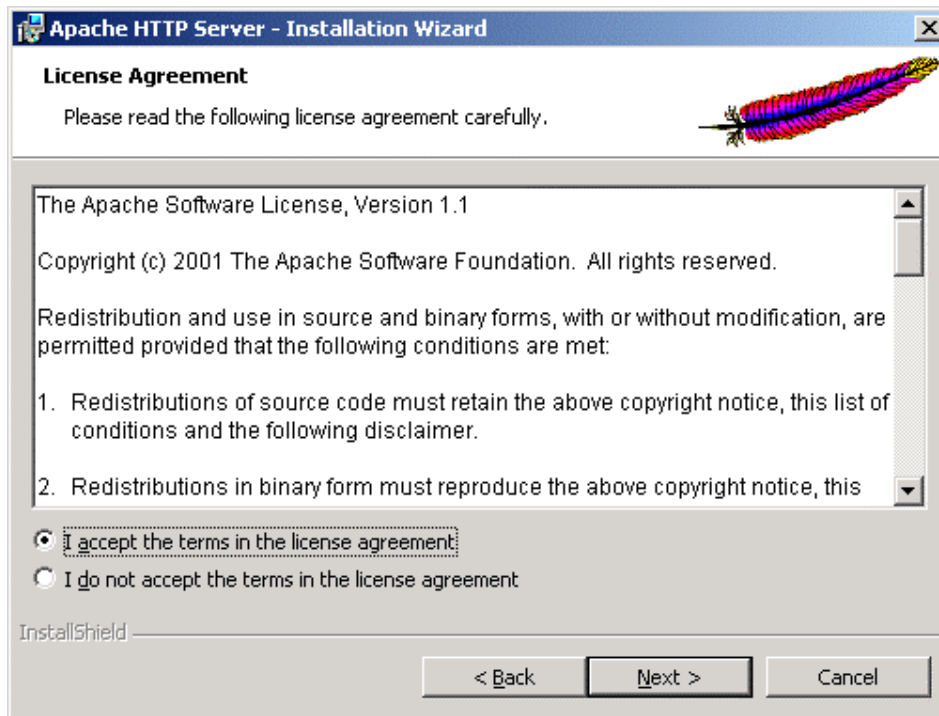 Apache HTTP Server - Installation Wizard
License Agreement
Please read the following license agreement carefully.
The Apache Software License, Version 1.1
Copyright (c) 2001 The Apache Software Foundation.  All rights reserved.
Redistribution and use in source and binary forms, with or without modification, are
permitted provided that the following conditions are met:
1. Redistributions of source code must retain the above copyright notice, this list of
conditions and the following disclaimer.
2. Redistributions in binary form must reproduce the above copyright notice, this
I accept the terms in the license agreement
I do not accept the terms in the license agreement
InstallShield
< Back
Next >
Cancel